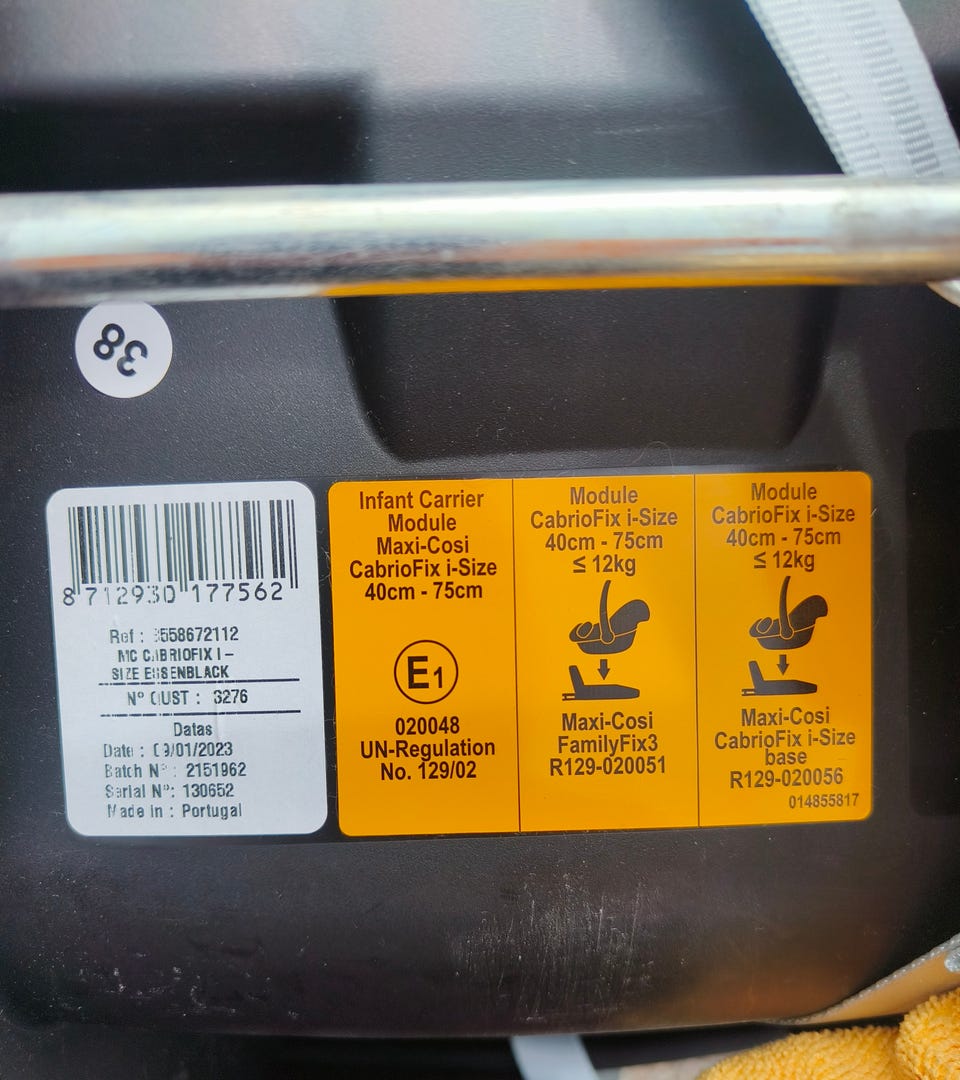 38
8 712930 177562
Ref : 8558672112
MC CABRIOFIX I-
SIZE ESSENBLACK
N° CUST : 3276
Datas
Date : 09/01/2023
Batch N° : 2151962
Serial N°: 130652
Made in : Portugal
Infant Carrier
Module
Maxi-Cosi
CabrioFix i-Size
40cm - 75cm
E1
020048
UN-Regulation
No. 129/02
Module
CabrioFix i-Size
40cm - 75cm
≤ 12kg
Maxi-Cosi
FamilyFix3
R129-020051
Module
CabrioFix i-Size
40cm - 75cm
≤ 12kg
Maxi-Cosi
CabrioFix i-Size
base
R129-020056
014855817